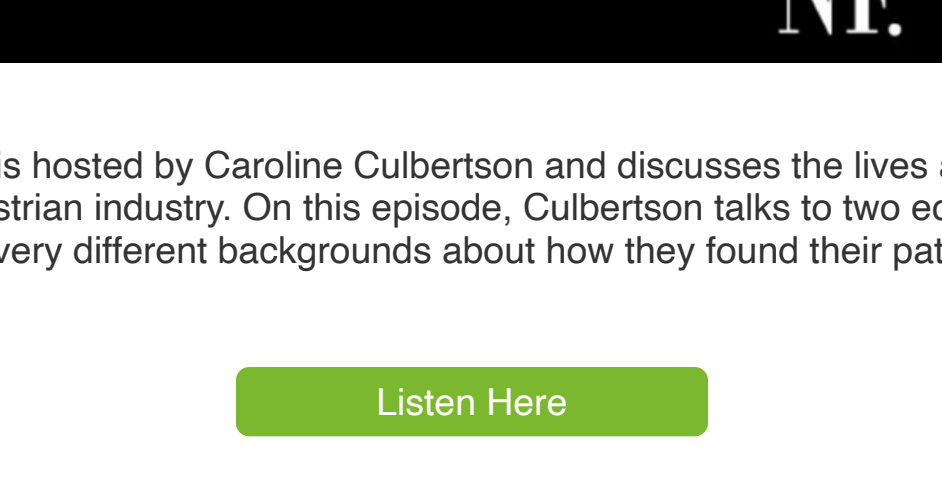 is hosted by Caroline Culbertson and discusses the lives
strian industry. On this episode, Culbertson talks to two
very different backgrounds about how they found their pat
Listen Here